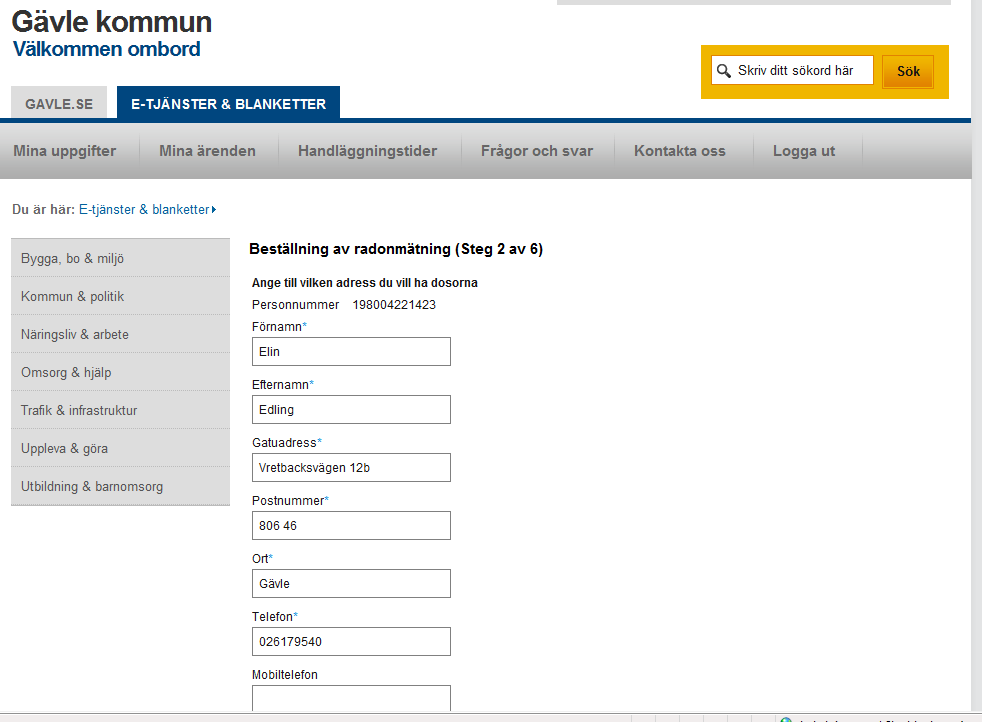 Gävle kommun
Välkommen ombord
Skriv ditt sökord här
Sök
GAVLE.SE
E-TJÄNSTER & BLANKETTER
Mina uppgifter
Mina ärenden
Handläggningstider
Frågor och svar
Kontakta oss
Logga ut
Du är här: E-tjänster & blanketter
Bygga, bo & miljö
Kommun & politik
Näringsliv & arbete
Omsorg & hjälp
Trafik & infrastruktur
Uppleva & göra
Utbildning & barnomsorg
Beställning av radonmätning (Steg 2 av 6)
Ange till vilken adress du vill ha dosorna
Personnummer 198004221423
Förnamn*
Elin
Efternamn*
Edling
Gatuadress*
Vretbacksvägen 12b
Postnummer*
806 46
Ort*
Gävle
Telefon*
026179540
Mobiltelefon